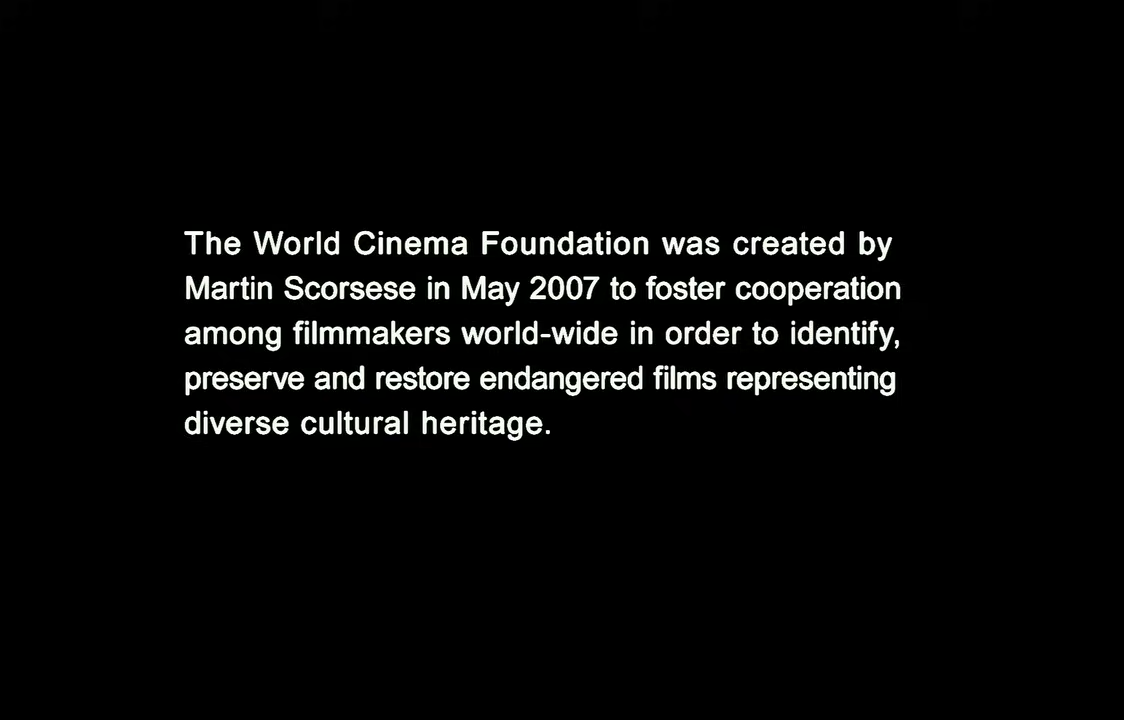 The World Cinema Foundation was created by
Martin Scorsese in May 2007 to foster cooperation
among filmmakers world-wide in order to identify,
preserve and restore endangered films representing
diverse cultural heritage.